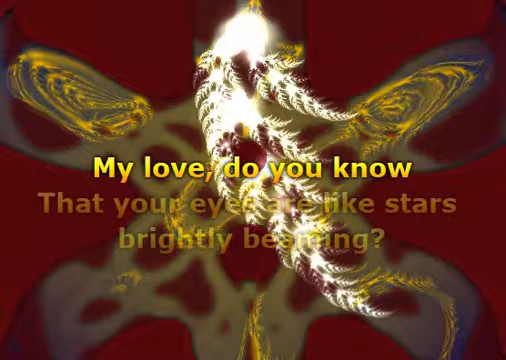 My love, do you know
That your eyes are like stars
brightly beaming?